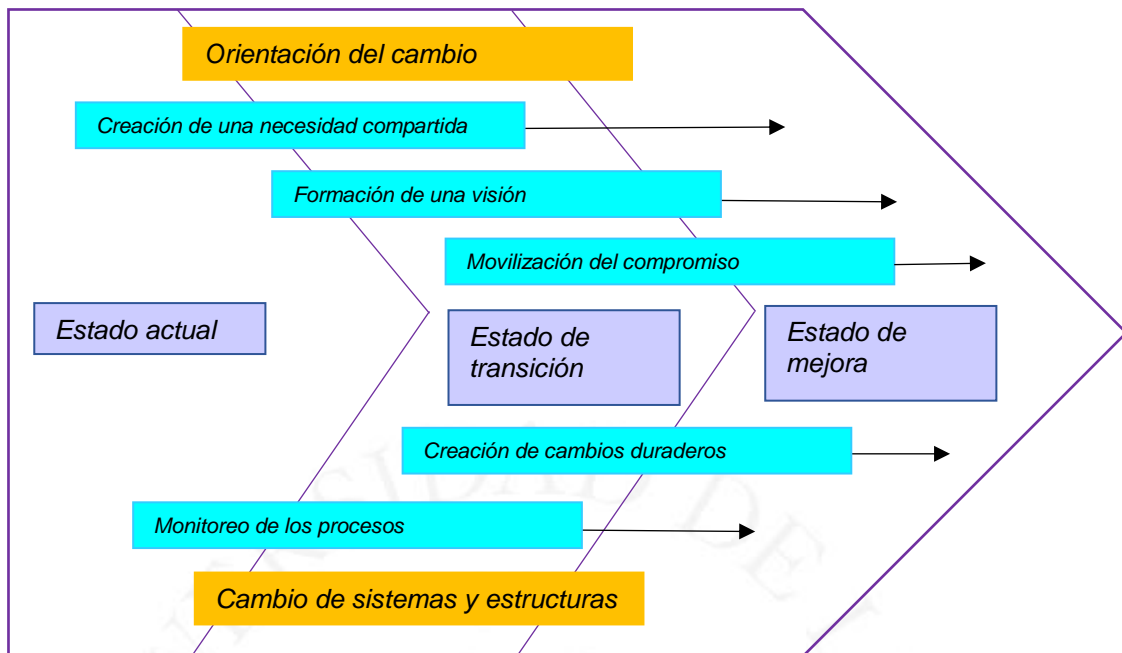 Orientación del cambio
Creación de una necesidad compartida
Formación de una visión
Movilización del compromiso
Estado actual
Estado de
transición
Estado de
mejora
Creación de cambios duraderos
Monitoreo de los procesos
Cambio de sistemas y estructuras